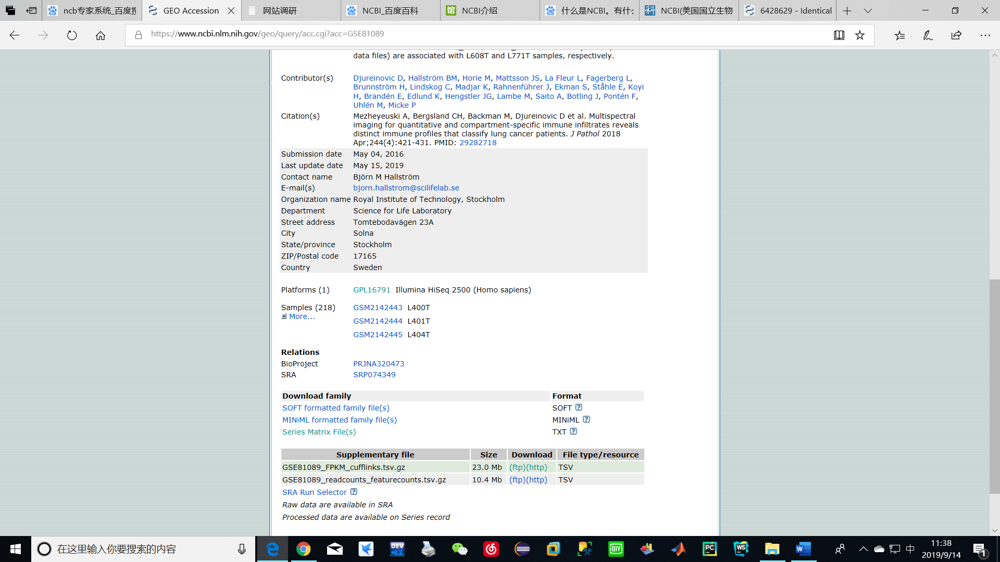 ncb专家系统_百度搜
GEO Accession
网站调研
NCBI_百度百科
NCBI介绍
什么是NCBI。有什么
NCBI(美国国立生物
6428629 - Identical
https://www.ncbi.nlm.nih.gov/geo/query/acc.cgi?acc=GSE81089
data files) are associated with L608T and L771T samples, respectively.
Contributor(s) Djureinovic D, Hallström BM, Horie M, Mattsson JS, La Fleur L, Fagerberg L,
Brunnström H, Lindskog C, Madjar K, Rahnenführer J, Ekman S, Ståhle E, Koyi
H, Brandén E, Edlund K, Hengstler JG, Lambe M, Saito A, Botling J, Pontén F,
Uhlén M, Micke P
Citation(s) Mezheyeuski A, Bergsland CH, Backman M, Djureinovic D et al. Multispectral
imaging for quantitative and compartment-specific immune infiltrates reveals
distinct immune profiles that classify lung cancer patients. J Pathol 2018
Apr;244(4):421-431. PMID: 29282718
Submission date May 04, 2016
Last update date May 15, 2019
Contact name Björn M Hallström
E-mail(s) bjorn.hallstrom@scilifelab.se
Organization name Royal Institute of Technology, Stockholm
Department Science for Life Laboratory
Street address Tomtebodavägen 23A
City Solna
State/province Stockholm
ZIP/Postal code 17165
Country Sweden
Platforms (1) GPL16791 Illumina HiSeq 2500 (Homo sapiens)
Samples (218) GSM2142443 L400T
More...
GSM2142444 L401T
GSM2142445 L404T
Relations
BioProject PRJNA320473
SRA SRP074349
Download family Format
SOFT formatted family file(s) SOFT ?
MINiML formatted family file(s) MINiML ?
Series Matrix File(s) TXT ?
Supplementary file Size Download File type/resource
GSE81089_FPKM_cufflinks.tsv.gz 23.0 Mb (ftp)(http) TSV
GSE81089_readcounts_featurecounts.tsv.gz 10.4 Mb (ftp)(http) TSV
SRA Run Selector ?
Raw data are available in SRA
Processed data are available on Series record
在这里输入你要搜索的内容
DEV
DIY
PC
WS
中
11:38
2019/9/14
1